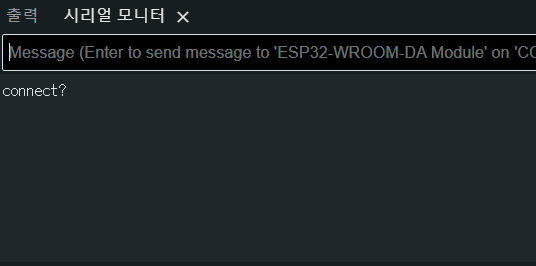 출력 시리얼 모니터
Message (Enter to send message to 'ESP32-WROOM-DA Module' on 'CO
connect?